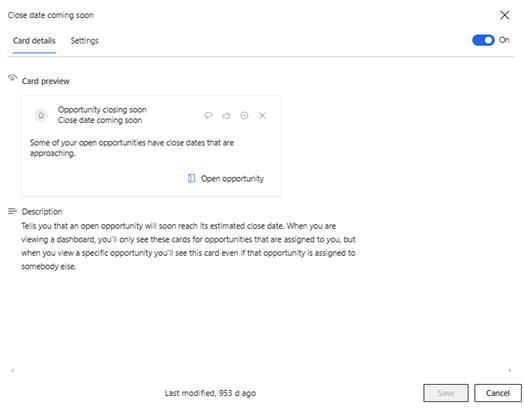 Close date coming soon
Card details Settings On
Card preview
Opportunity closing soon
Close date coming soon
Some of your open opportunities have close dates that are
approaching.
Open opportunity
Description
Tells you that an open opportunity will soon reach its estimated close date. When you are
viewing a dashboard, you'll only see these cards for opportunities that are assigned to you, but
when you view a specific opportunity you'll see this card even if that opportunity is assigned to
somebody else.
Last modified, 953 d ago Save Cancel